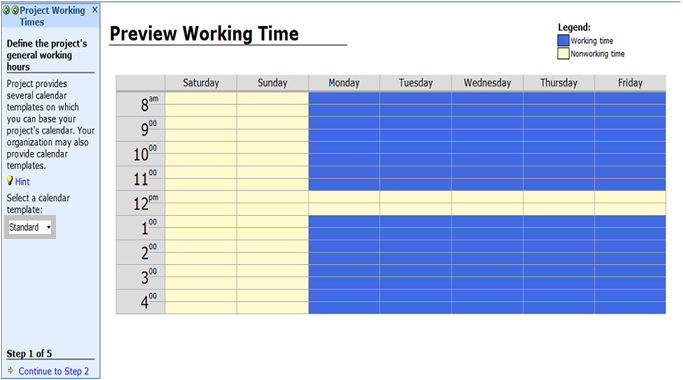 Project Working
Times
X
Define the project's
general working
hours
Project provides
several calendar
templates on which
you can base your
project's calendar. Your
organization may also
provide calendar
templates.
Hint
Select a calendar
template:
Standard
Step 1 of 5
Continue to Step 2
Preview Working Time
Legend:
Working time
Nonworking time
Saturday Sunday Monday Tuesday Wednesday Thursday Friday
8 am
9 00
10 00
11 00
12 pm
1 00
2 00
3 00
4 00